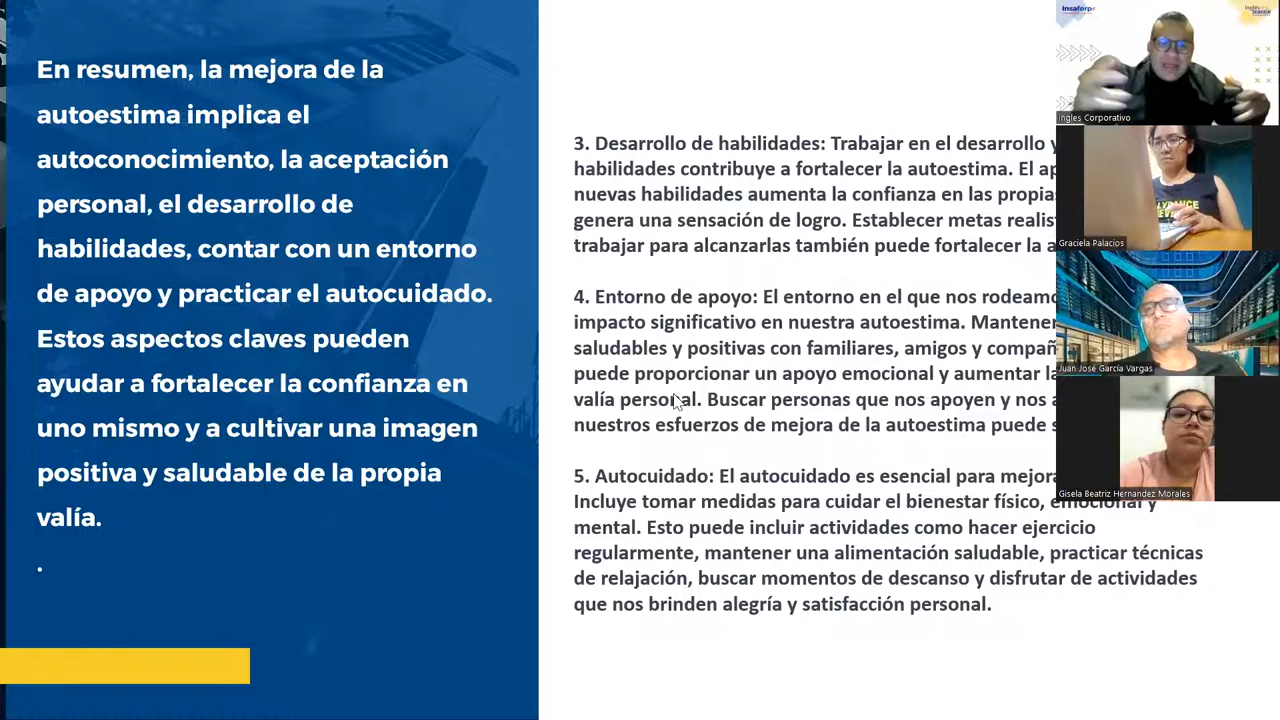 En resumen, la mejora de la
autoestima implica el
autoconocimiento, la aceptación
personal, el desarrollo de
habilidades, contar con un entorno
de apoyo y practicar el autocuidado.
Estos aspectos claves pueden
ayudar a fortalecer la confianza en
uno mismo y a cultivar una imagen
positiva y saludable de la propia
valía.
.
3. Desarrollo de habilidades: Trabajar en el desarrollo
habilidades contribuye a fortalecer la autoestima. El
nuevas habilidades aumenta la confianza en las propias
genera una sensación de logro. Establecer metas
trabajar para alcanzarlas también puede fortalecer la
4. Entorno de apoyo: El entorno en el que nos
impacto significativo en nuestra autoestima.
saludables y positivas con familiares, amigos y
puede proporcionar un apoyo emocional y aumentar
valía personal. Buscar personas que nos apoyen y nos
nuestros esfuerzos de mejora de la autoestima puede
5. Autocuidado: El autocuidado es esencial para
Incluye tomar medidas para cuidar el bienestar físico, emocional y
mental. Esto puede incluir actividades como hacer ejercicio
regularmente, mantener una alimentación saludable, practicar técnicas
de relajación, buscar momentos de descanso y disfrutar de actividades
que nos brinden alegría y satisfacción personal.
Insaforp
Ingles Corporativo
Graciela Palacios
Juan José García Vargas
Gisela Beatriz Hernandez Morales